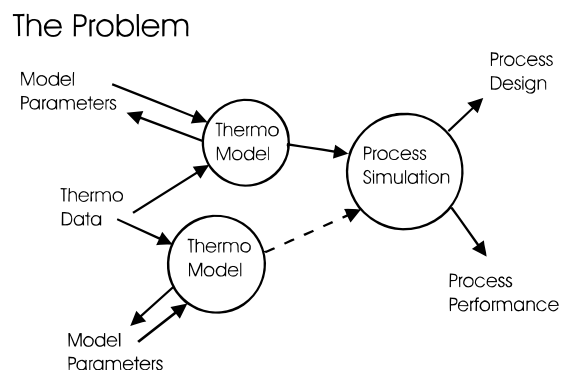 The Problem
Model
Parameters
Thermo
Model
Process
Design
Process
Simulation
Thermo
Data
Thermo
Model
Process
Performance
Model
Parameters